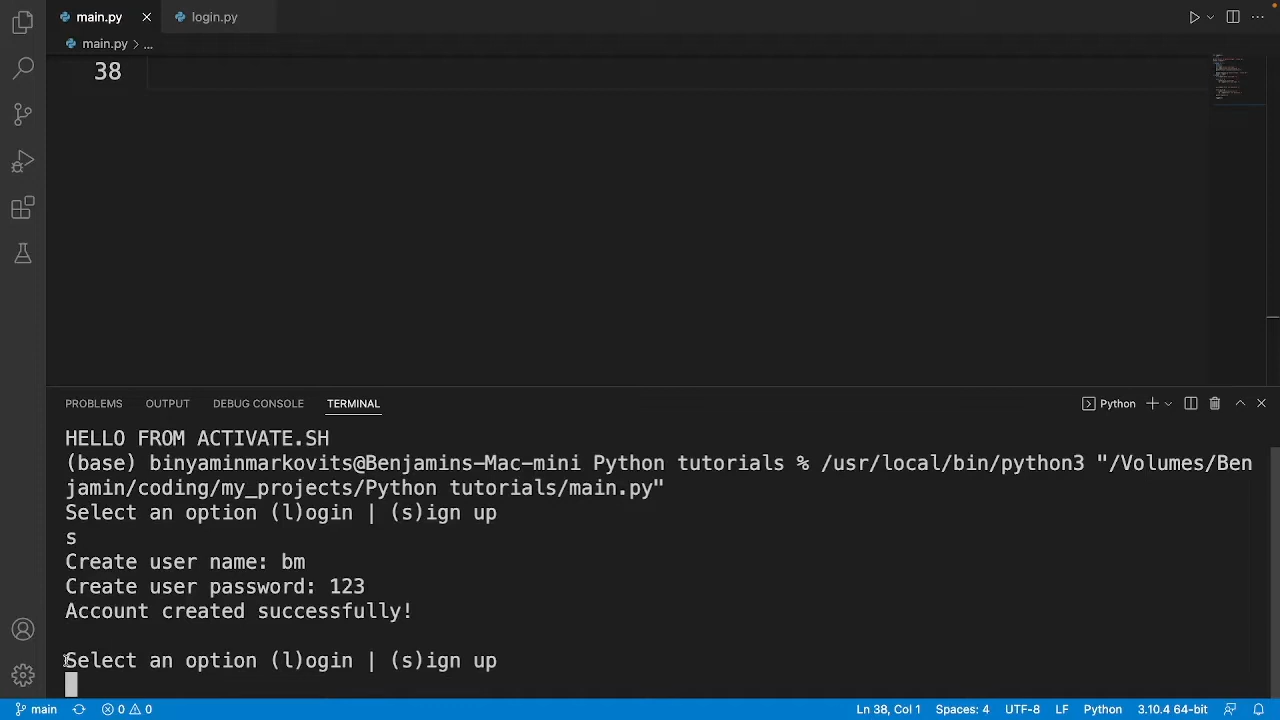 main.py
login.py
main.py > ...
38
PROBLEMS OUTPUT DEBUG CONSOLE TERMINAL
Python
HELLO FROM ACTIVATE.SH
(base) binyaminmarkovits@Benjamins-Mac-mini Python tutorials % /usr/local/bin/python3 "/Volumes/Ben
jamin/coding/my_projects/Python tutorials/main.py"
Select an option (l)ogin | (s)ign up
s
Create user name: bm
Create user password: 123
Account created successfully!
Select an option (l)ogin | (s)ign up
main 0 0 Ln 38, Col 1 Spaces: 4 UTF-8 LF Python 3.10.4 64-bit